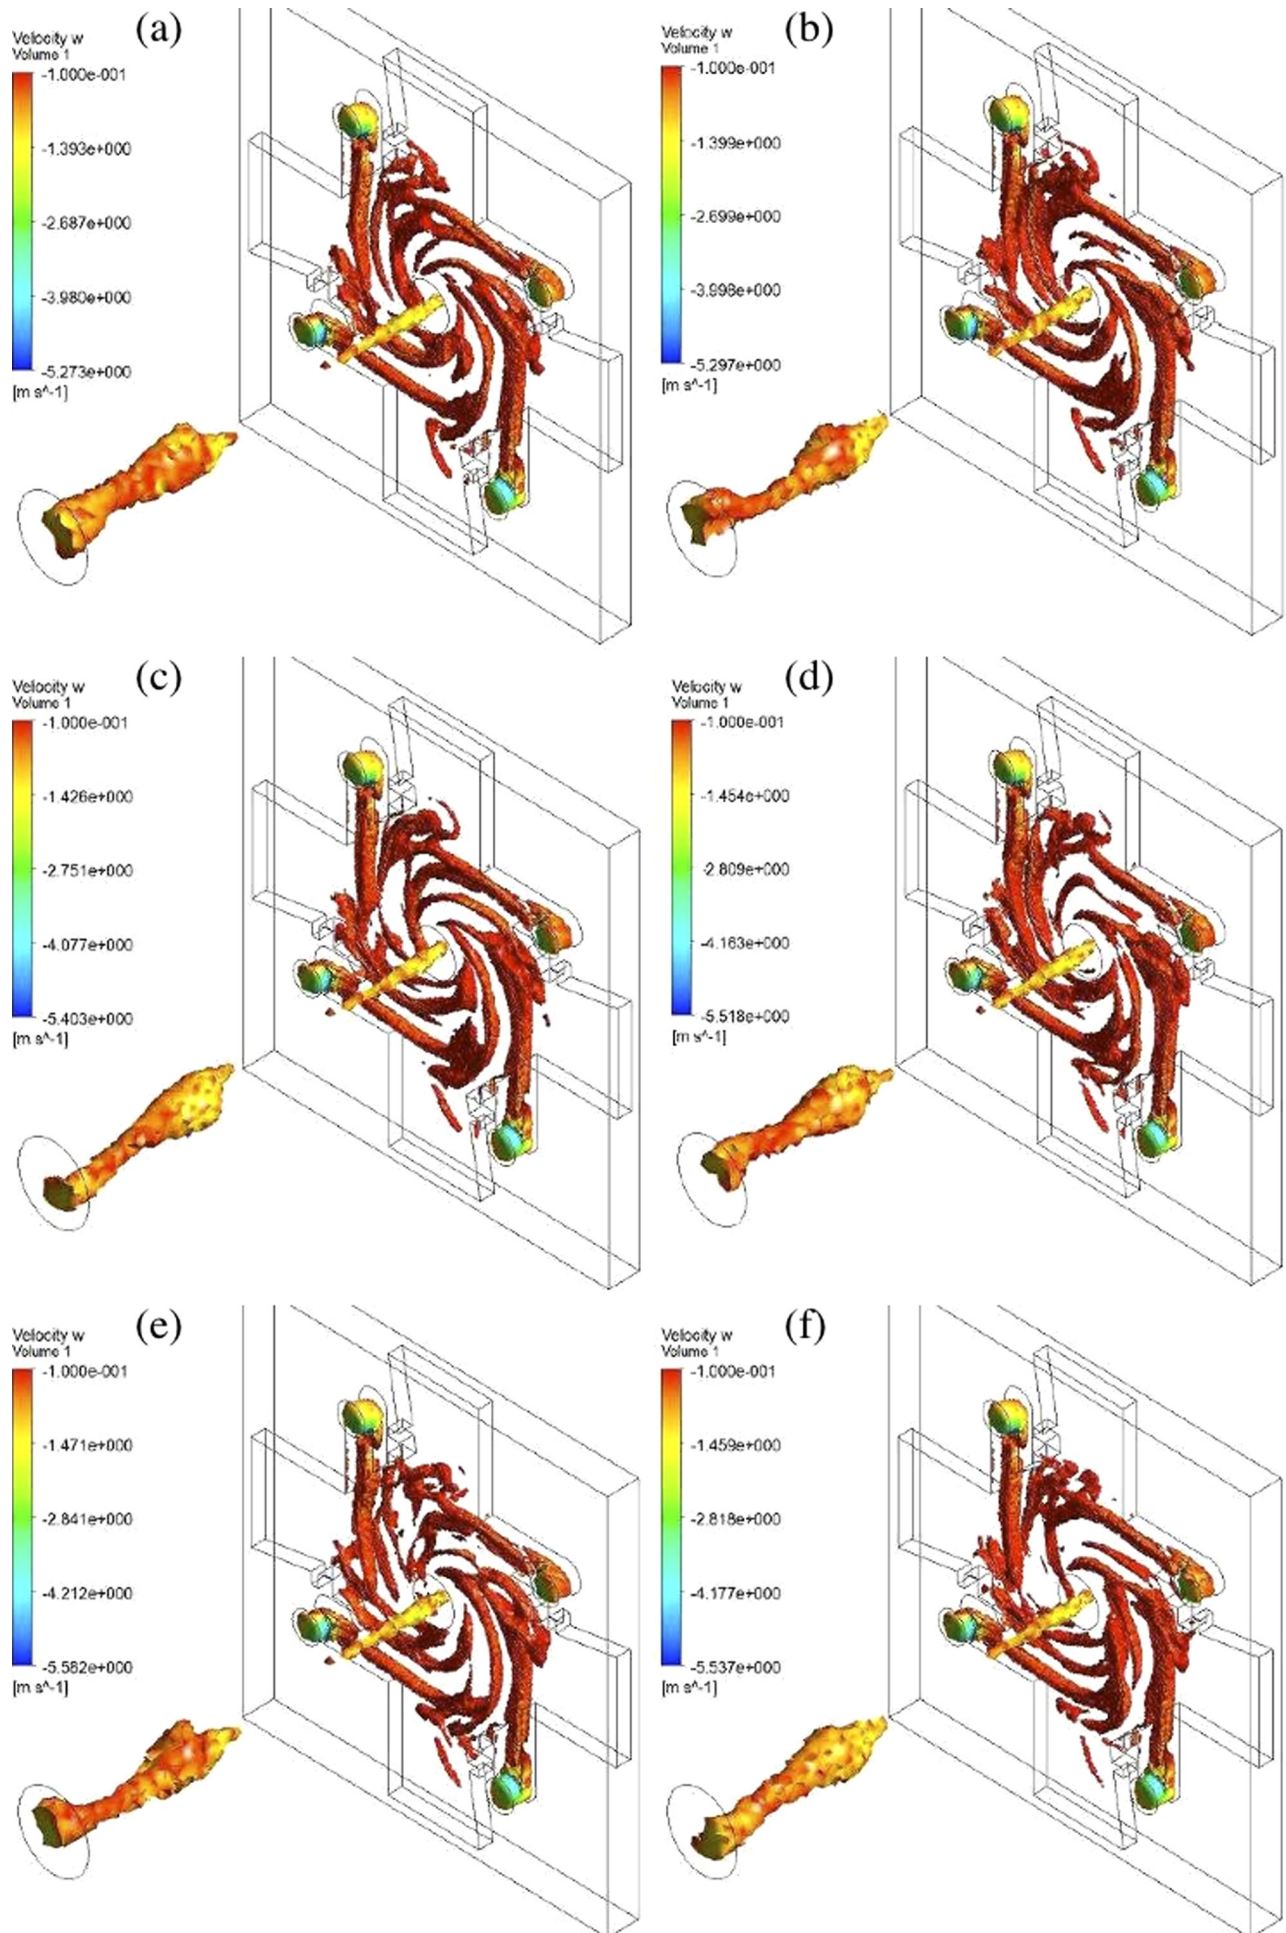 (a)
Velocity w
Volume 1
-1.000e-001
-1.393e+000
-2.687e+000
-3.980e+000
-5.273e+000
[m s^-1]
(b)
Velocity w
Volume 1
-1.000e-001
-1.399e+000
-2.699e+000
-3.998e+000
-5.297e+000
[m s^-1]
(c)
Velocity w
Volume 1
-1.000e-001
-1.426e+000
-2.751e+000
-4.077e+000
-5.403e+000
[m s^-1]
(d)
Velocity w
Volume 1
-1.000e-001
-1.454e+000
-2.809e+000
-4.163e+000
-5.518e+000
[m s^-1]
(e)
Velocity w
Volume 1
-1.000e-001
-1.471e+000
-2.841e+000
-4.212e+000
-5.582e+000
[m s^-1]
(f)
Velocity w
Volume 1
-1.000e-001
-1.459e+000
-2.818e+000
-4.177e+000
-5.537e+000
[m s^-1]